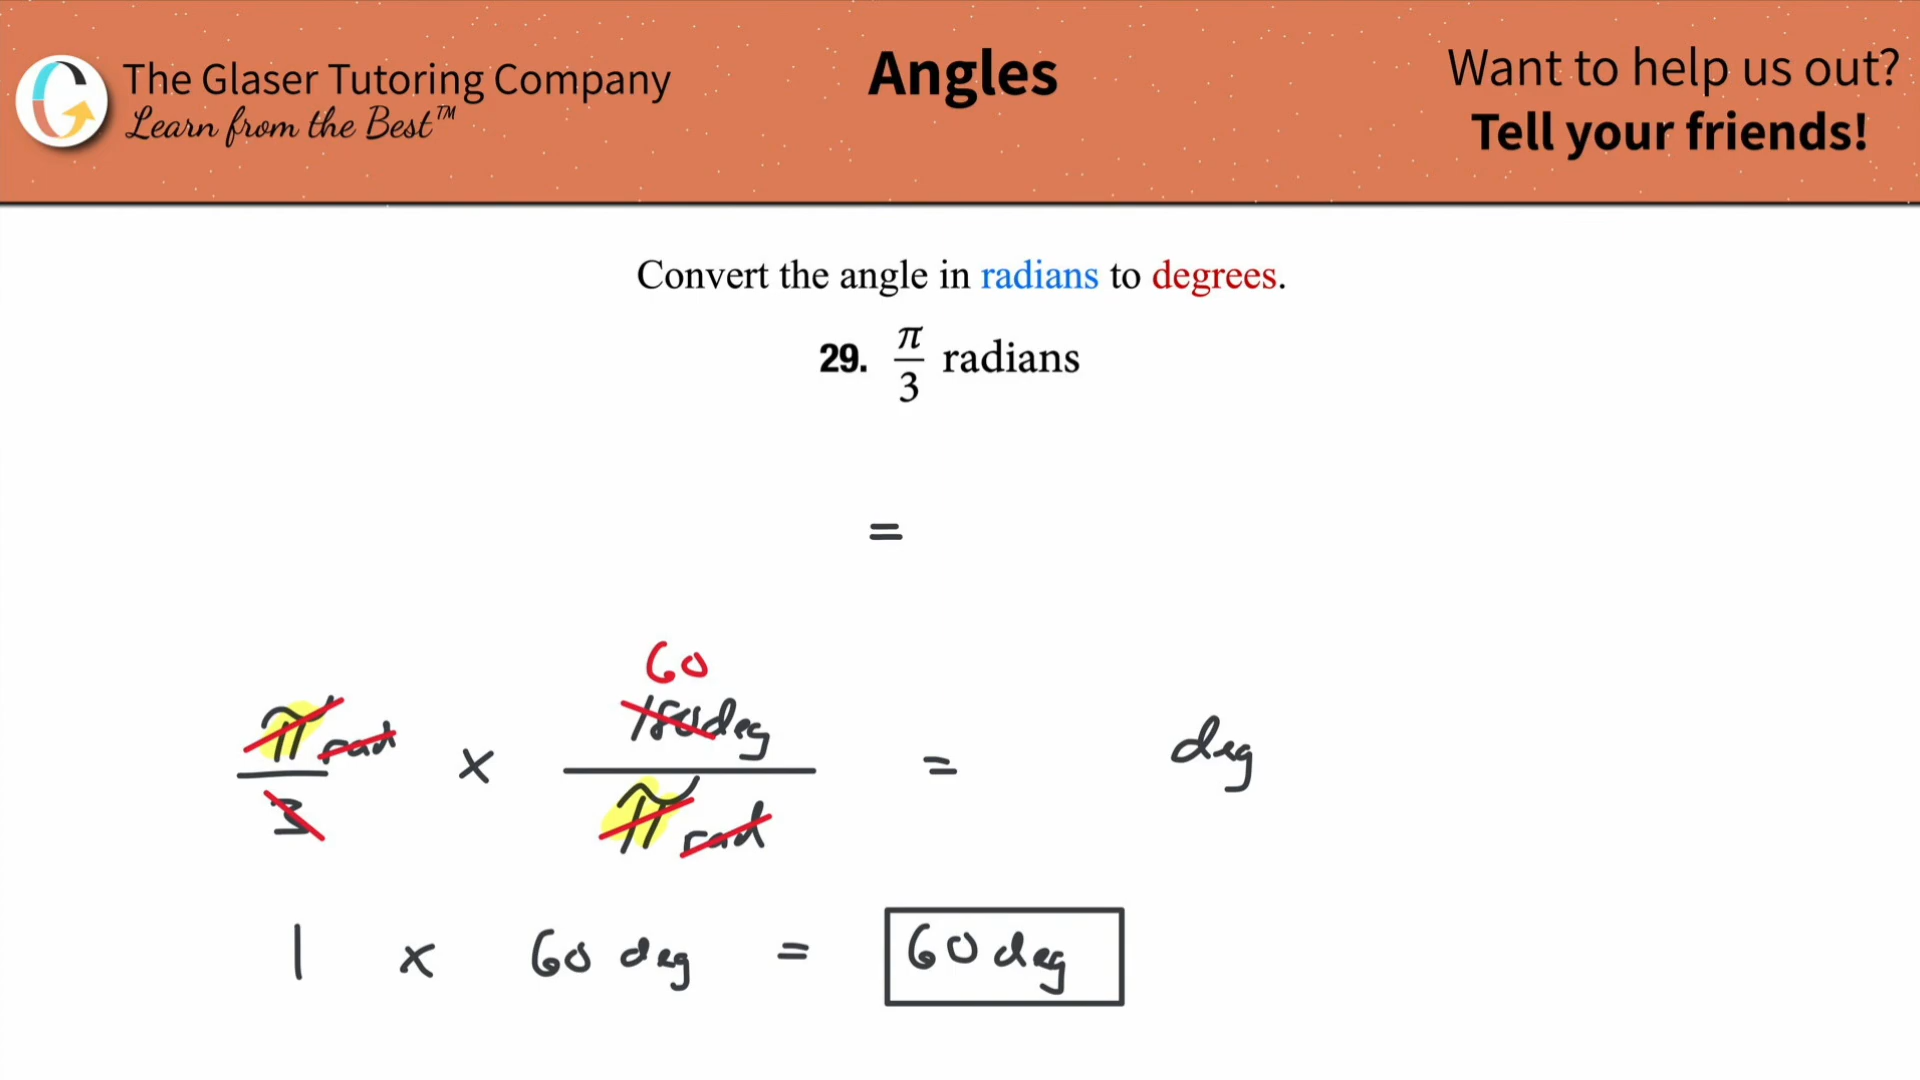 The Glaser Tutoring Company
Learn from the Best™
Angles
Want to help us out?
Tell your friends!
Convert the angle in radians to degrees.
29. π/3 radians
=
60
π rad / 3 × 180 deg / π rad = deg
1 × 60 deg = 60 deg